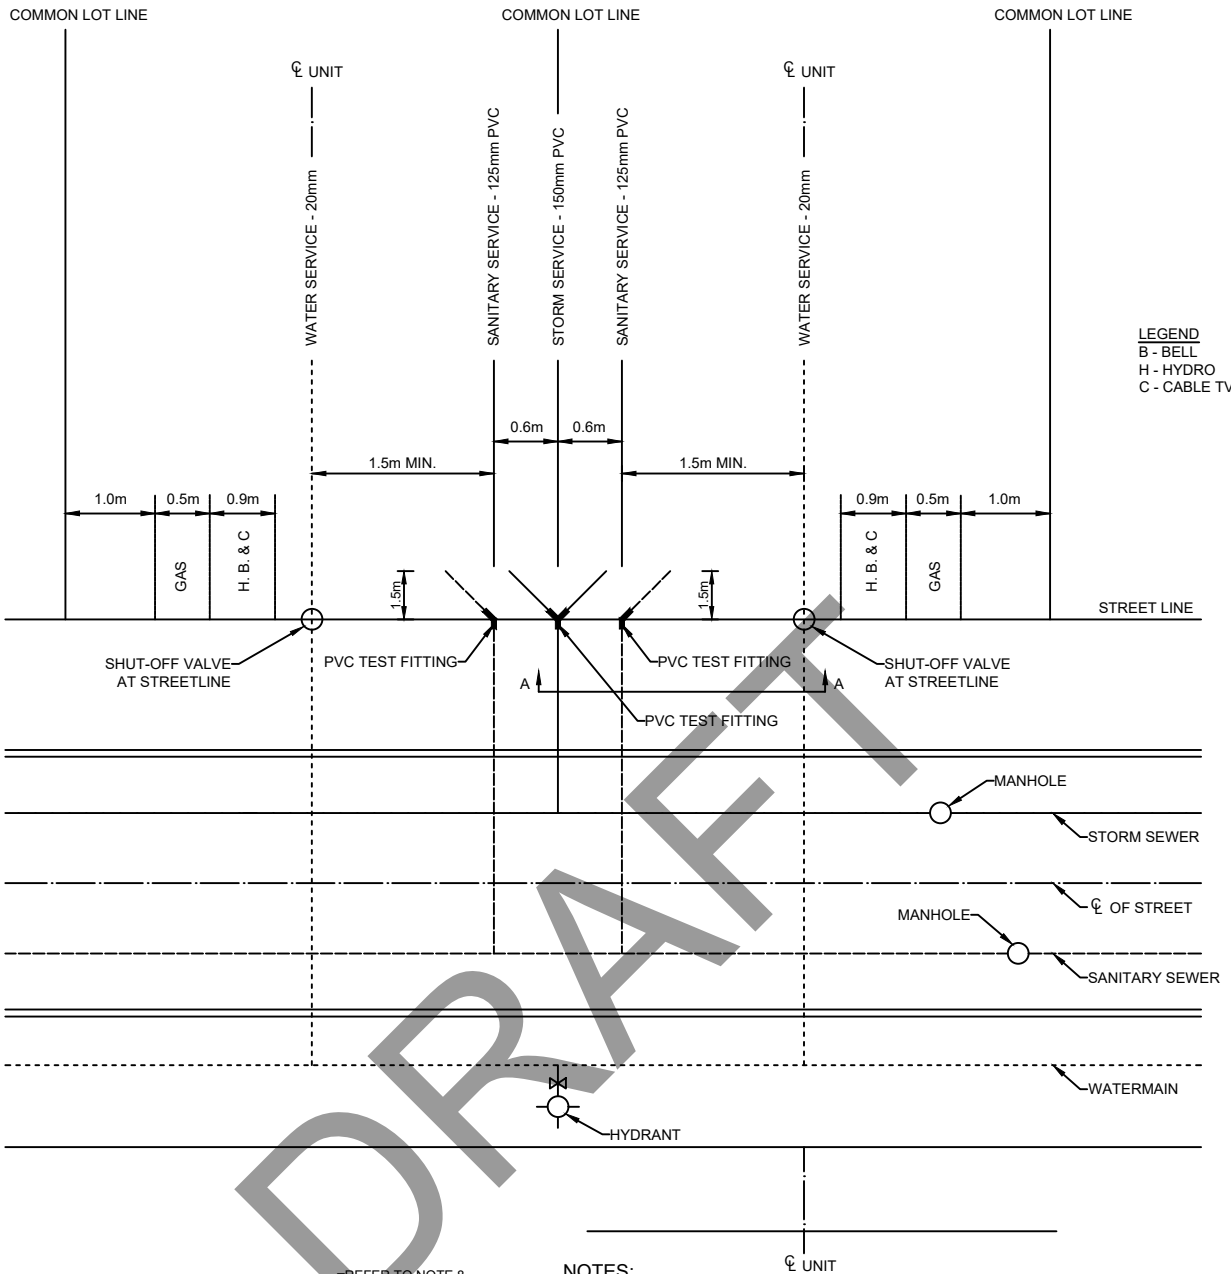 COMMON LOT LINE
COMMON LOT LINE
COMMON LOT LINE
℄ UNIT
℄ UNIT
WATER SERVICE - 20mm
SANITARY SERVICE - 125mm PVC
STORM SERVICE - 150mm PVC
SANITARY SERVICE - 125mm PVC
WATER SERVICE - 20mm
LEGEND
B - BELL
H - HYDRO
C - CABLE TV
0.6m
0.6m
1.5m MIN.
1.5m MIN.
1.0m
0.5m
0.9m
0.9m
0.5m
1.0m
GAS
H. B. & C
1.5m
1.5m
H. B. & C
GAS
STREET LINE
SHUT-OFF VALVE
AT STREETLINE
PVC TEST FITTING
PVC TEST FITTING
SHUT-OFF VALVE
AT STREETLINE
A
A
PVC TEST FITTING
MANHOLE
STORM SEWER
℄ OF STREET
MANHOLE
SANITARY SEWER
WATERMAIN
HYDRANT
DRAFT
℄ UNIT
REFER TO NOTE 8
NOTES: